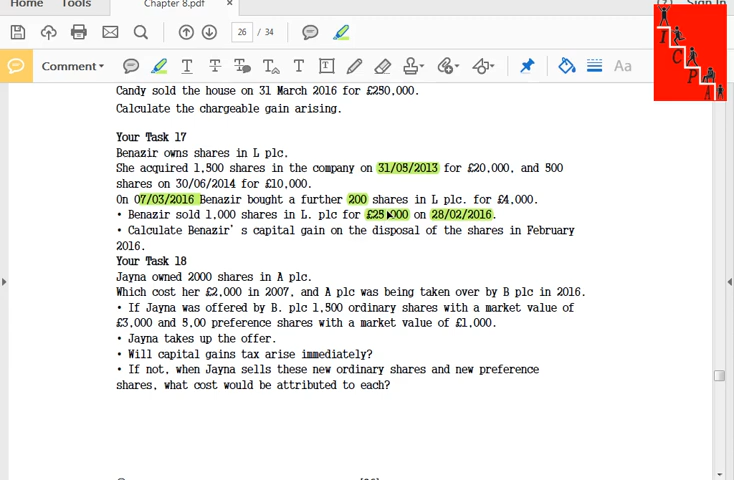 Home
Tools
Chapter 8.pdf
Sign In
26 / 34
Comment
Aa
I
C
P
A
Candy sold the house on 31 March 2016 for £250,000.
Calculate the chargeable gain arising.
Your Task 17
Benazir owns shares in L plc.
She acquired 1,500 shares in the company on 31/05/2013 for £20,000, and 500
shares on 30/06/2014 for £10,000.
On 07/03/2016 Benazir bought a further 200 shares in L plc. for £4,000.
• Benazir sold 1,000 shares in L. plc for £25,000 on 28/02/2016.
• Calculate Benazir's capital gain on the disposal of the shares in February
2016.
Your Task 18
Jayna owned 2000 shares in A plc.
Which cost her £2,000 in 2007, and A plc was being taken over by B plc in 2016.
• If Jayna was offered by B. plc 1,500 ordinary shares with a market value of
£3,000 and 5,00 preference shares with a market value of £1,000.
• Jayna takes up the offer.
• Will capital gains tax arise immediately?
• If not, when Jayna sells these new ordinary shares and new preference
shares, what cost would be attributed to each?